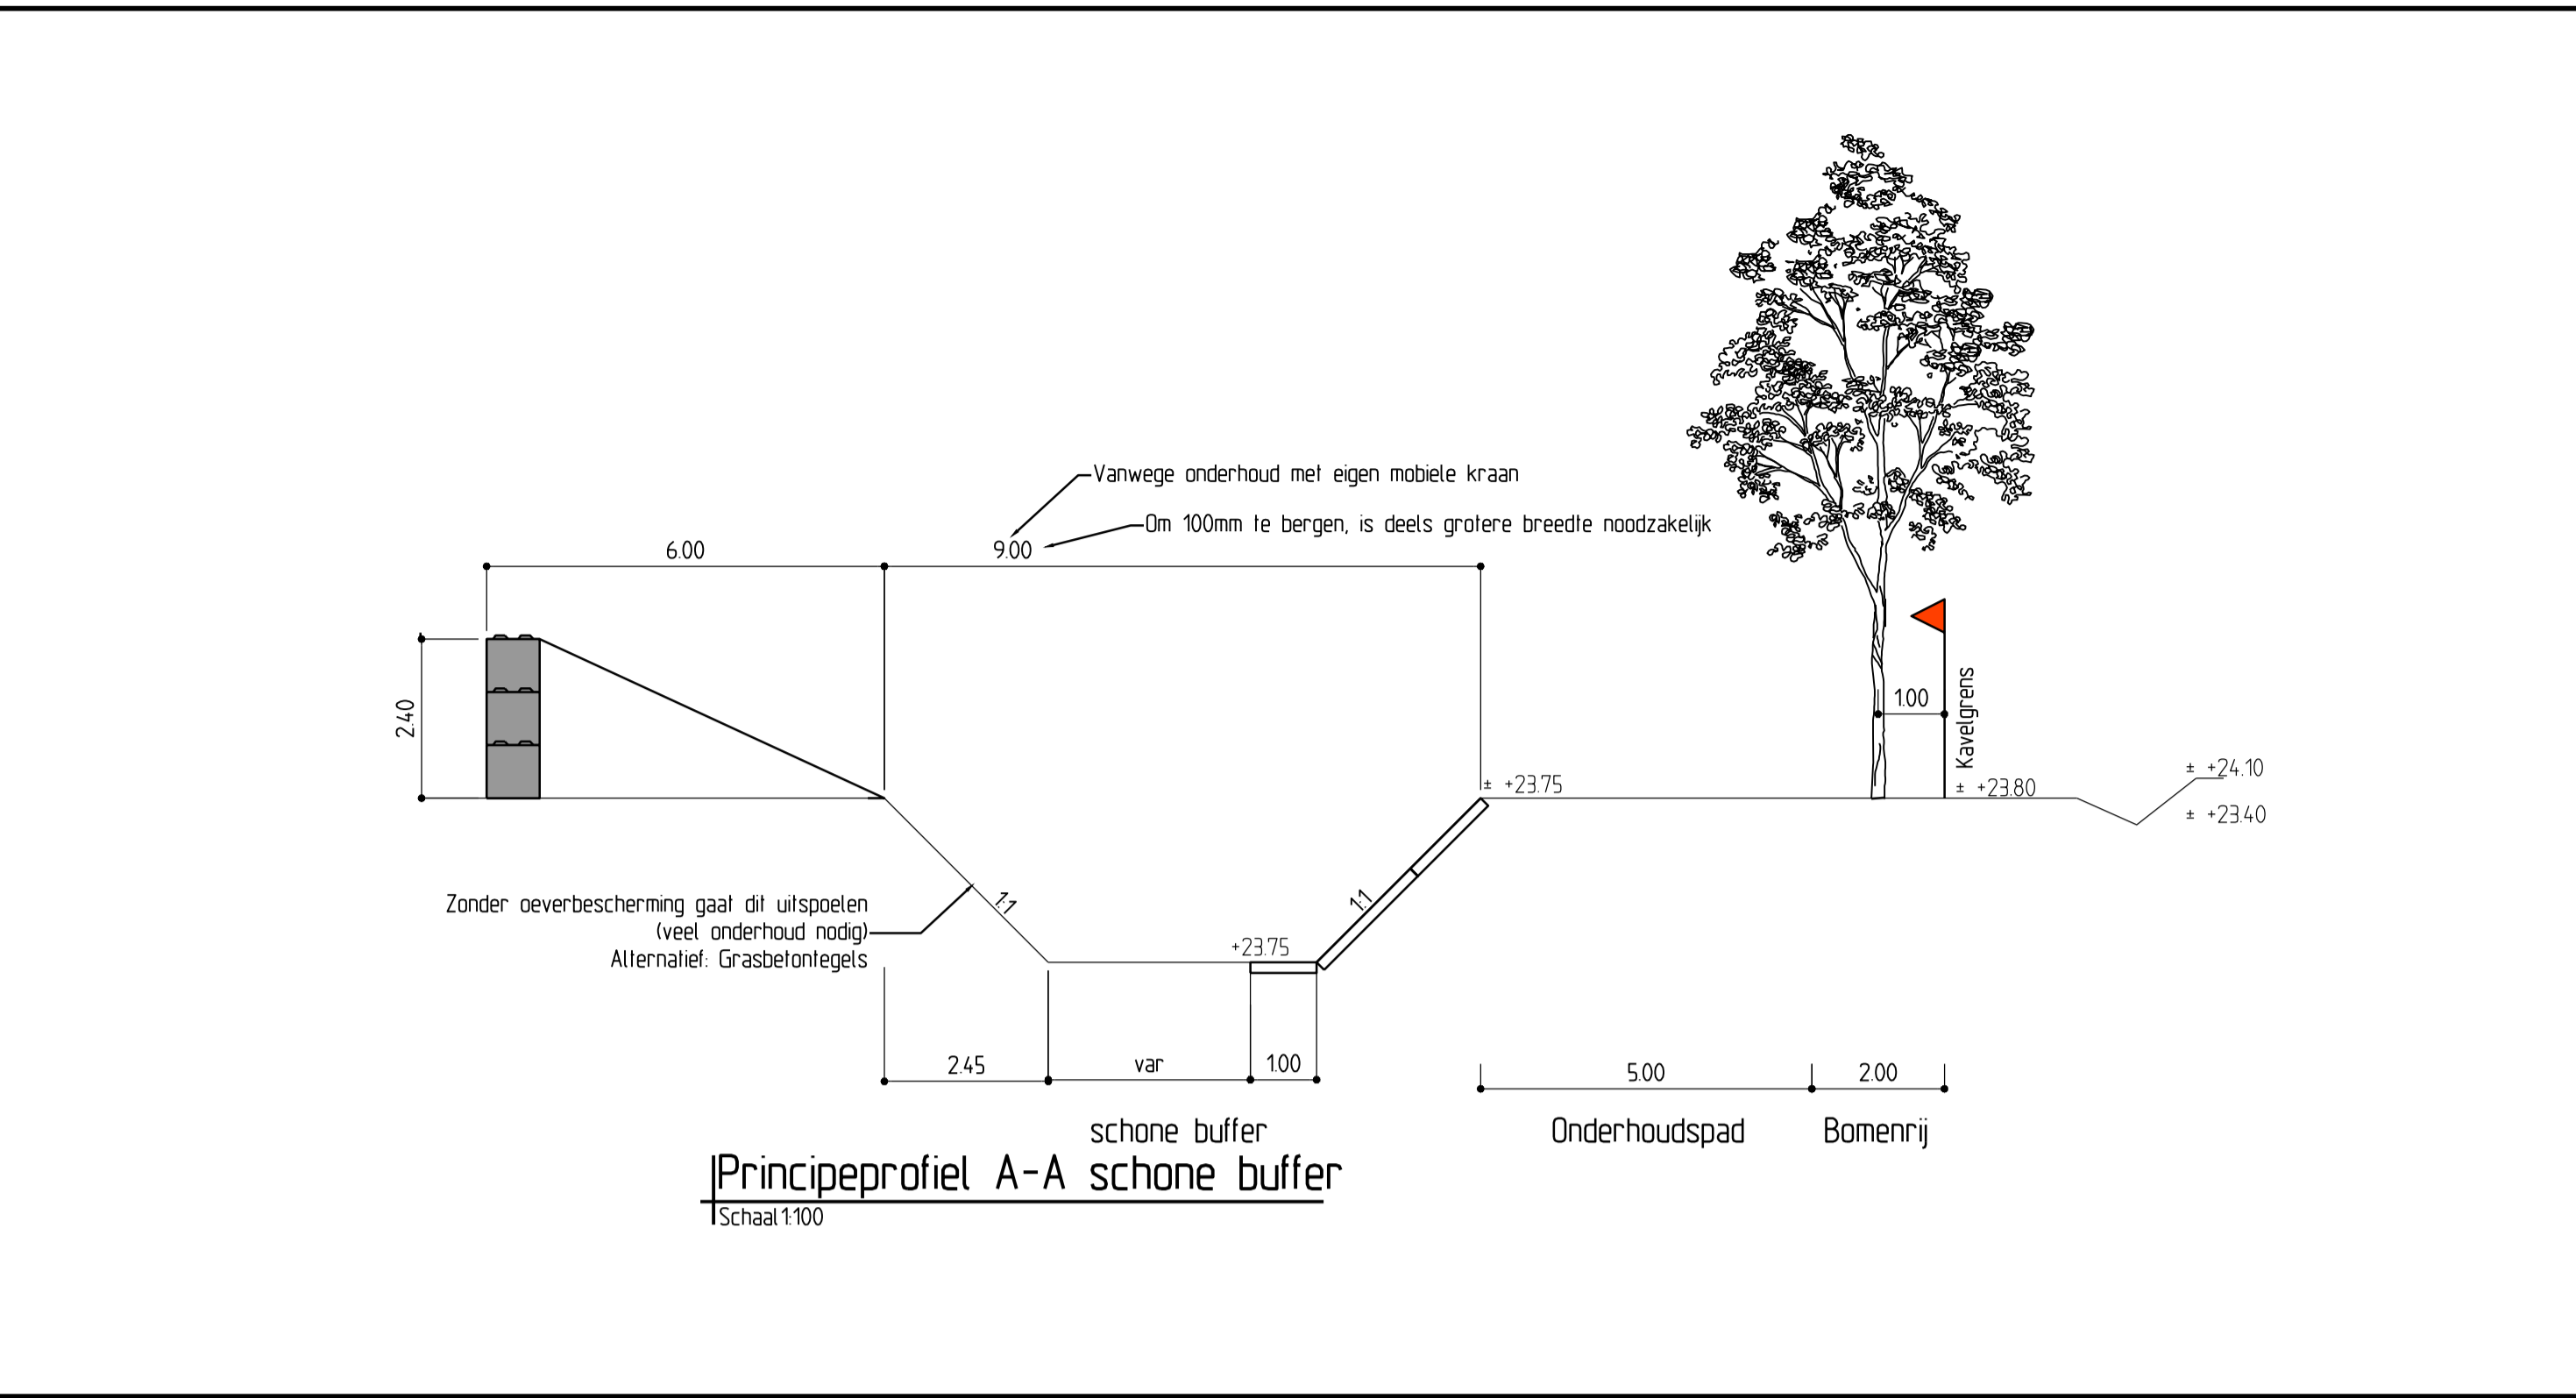 Vanwege onderhoud met eigen mobiele kraan
Om 100mm te bergen, is deels grotere breedte noodzakelijk
6.00
9.00
2.40
1.00
Kavelgrens
± +24.10
± +23.75
± +23.80
± +23.40
Zonder oeverbescherming gaat dit uitspoelen
(veel onderhoud nodig)
Alternatief: Grasbetontegels
1:1
1:1
+23.75
2.45
var
1.00
5.00
2.00
schone buffer
Onderhoudspad
Bomenrij
Principeprofiel A-A schone buffer
Schaal 1:100